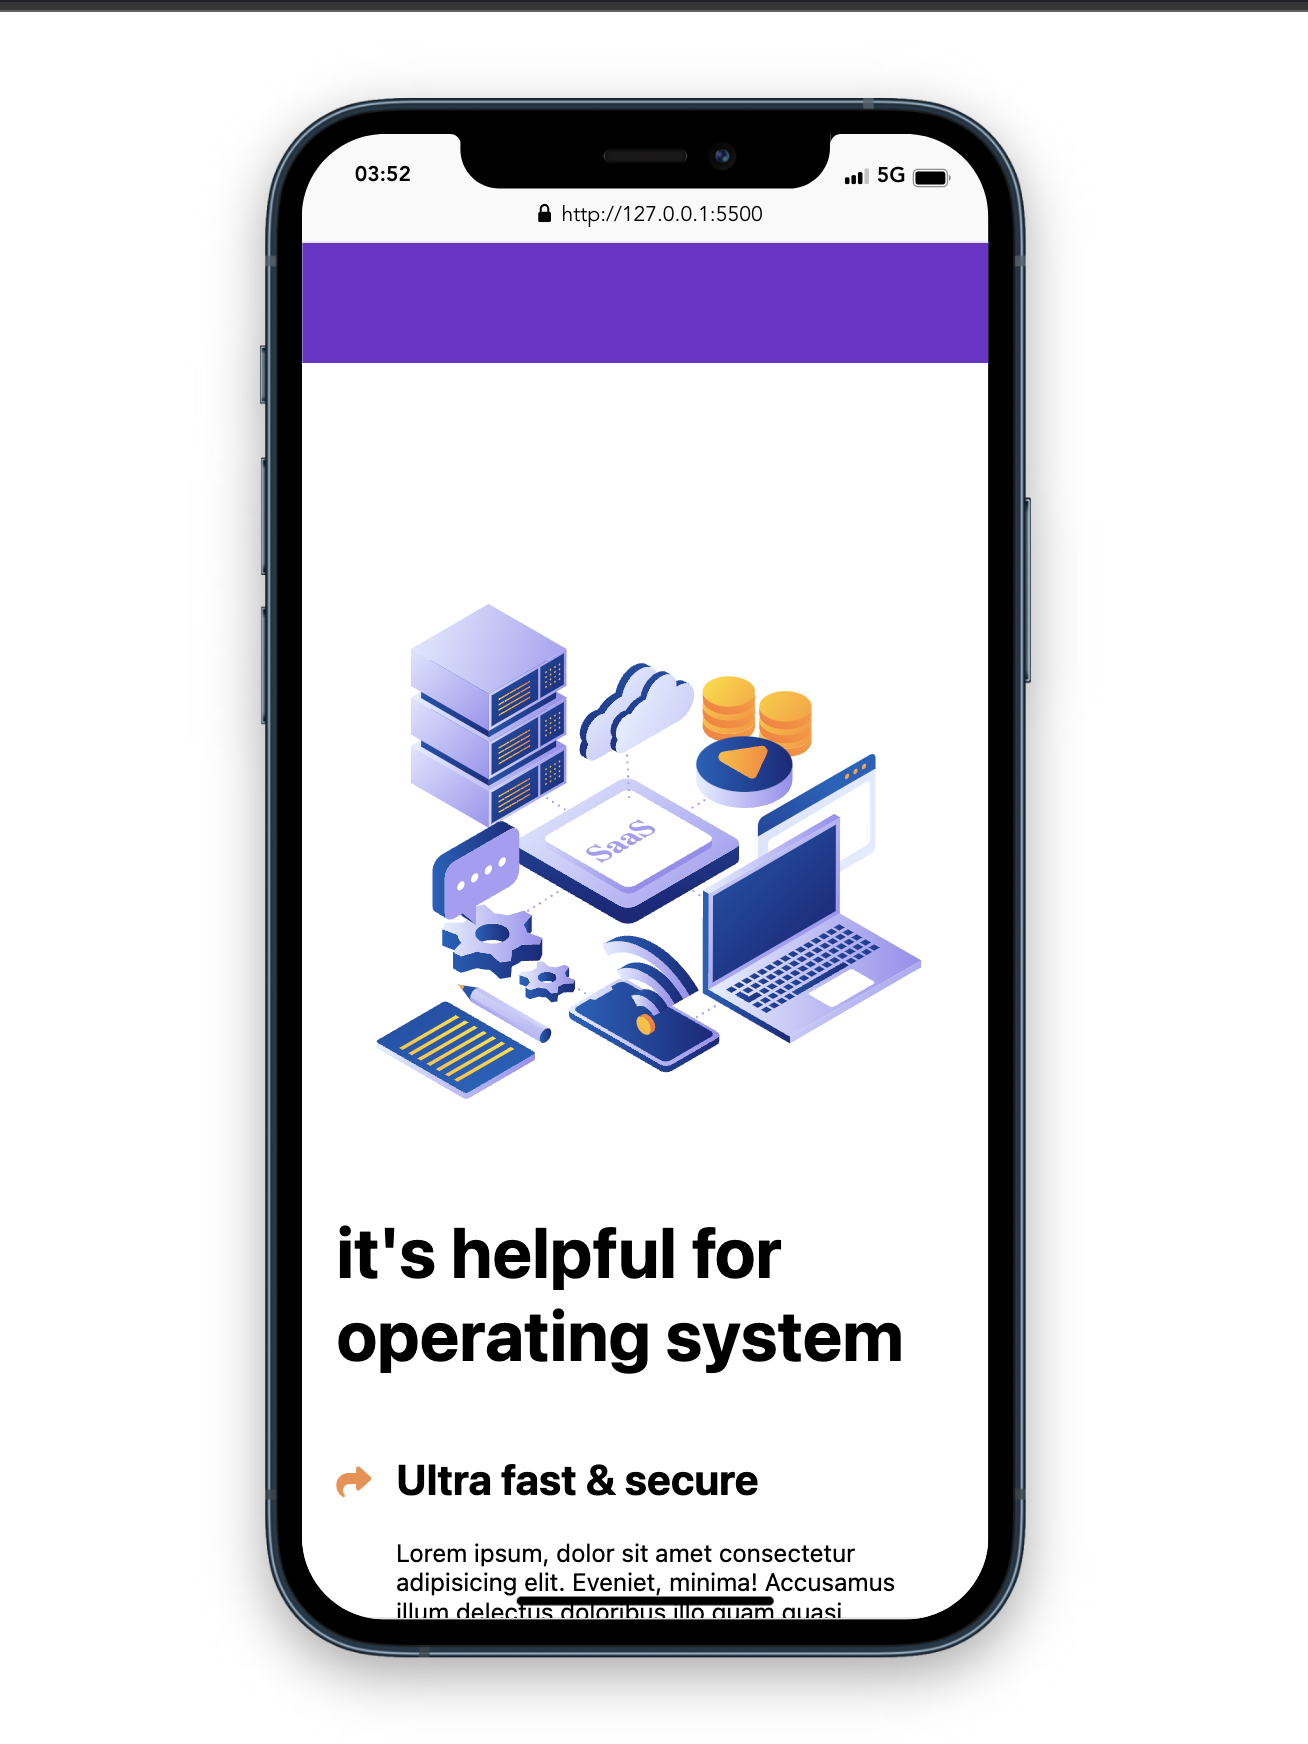 03:52
5G
http://127.0.0.1:5500
SaaS
it's helpful for
operating system
Ultra fast & secure
Lorem ipsum, dolor sit amet consectetur
adipisicing elit. Eveniet, minima! Accusamus
illum delectus doloribus illo quam quasi